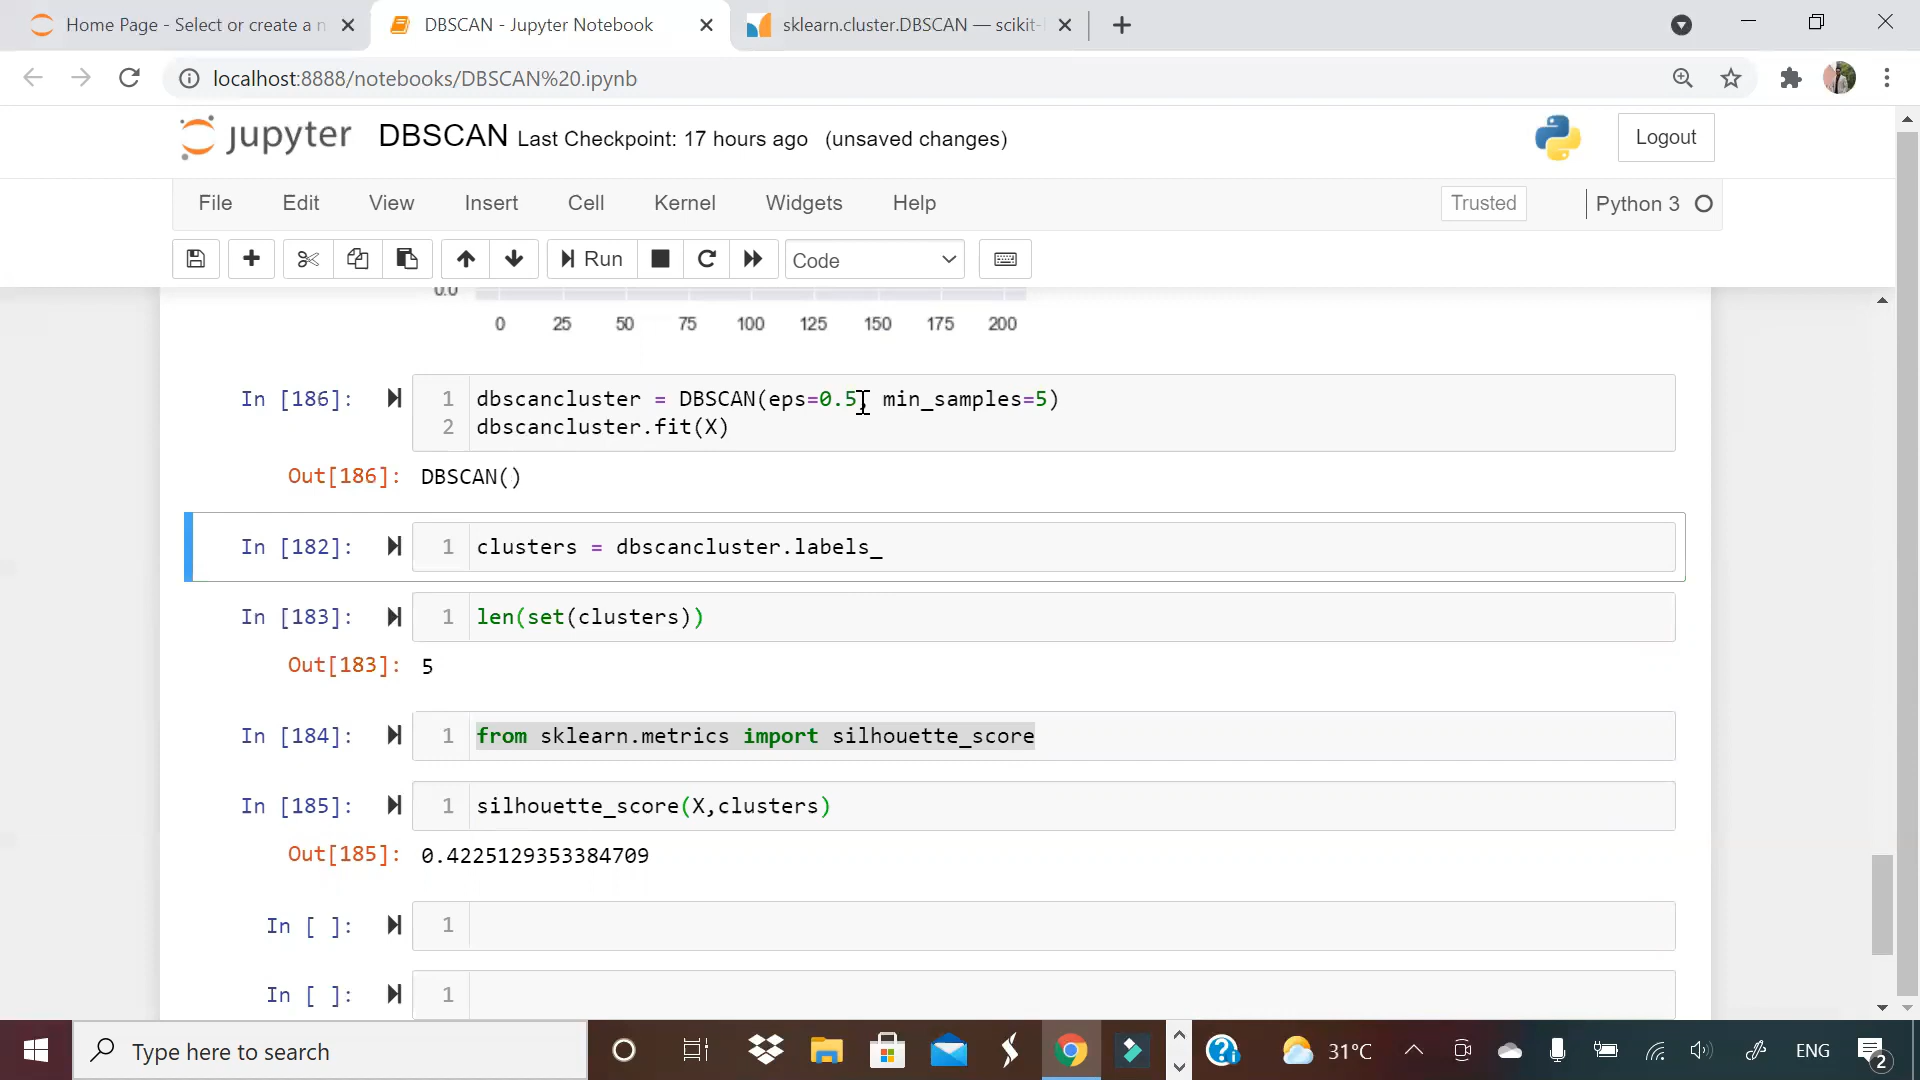 Home Page - Select or create a n
DBSCAN - Jupyter Notebook
sklearn.cluster.DBSCAN — scikit-
localhost:8888/notebooks/DBSCAN%20.ipynb
jupyter DBSCAN Last Checkpoint: 17 hours ago (unsaved changes)
Logout
File Edit View Insert Cell Kernel Widgets Help
Trusted
Python 3
Run
Code
0.0
0 25 50 75 100 125 150 175 200
In [186]: 1 dbscancluster = DBSCAN(eps=0.5, min_samples=5)
2 dbscancluster.fit(X)
Out[186]: DBSCAN()
In [182]: 1 clusters = dbscancluster.labels_
In [183]: 1 len(set(clusters))
Out[183]: 5
In [184]: 1 from sklearn.metrics import silhouette_score
In [185]: 1 silhouette_score(X,clusters)
Out[185]: 0.4225129353384709
In [ ]: 1
In [ ]: 1
Type here to search
31°C
ENG
2